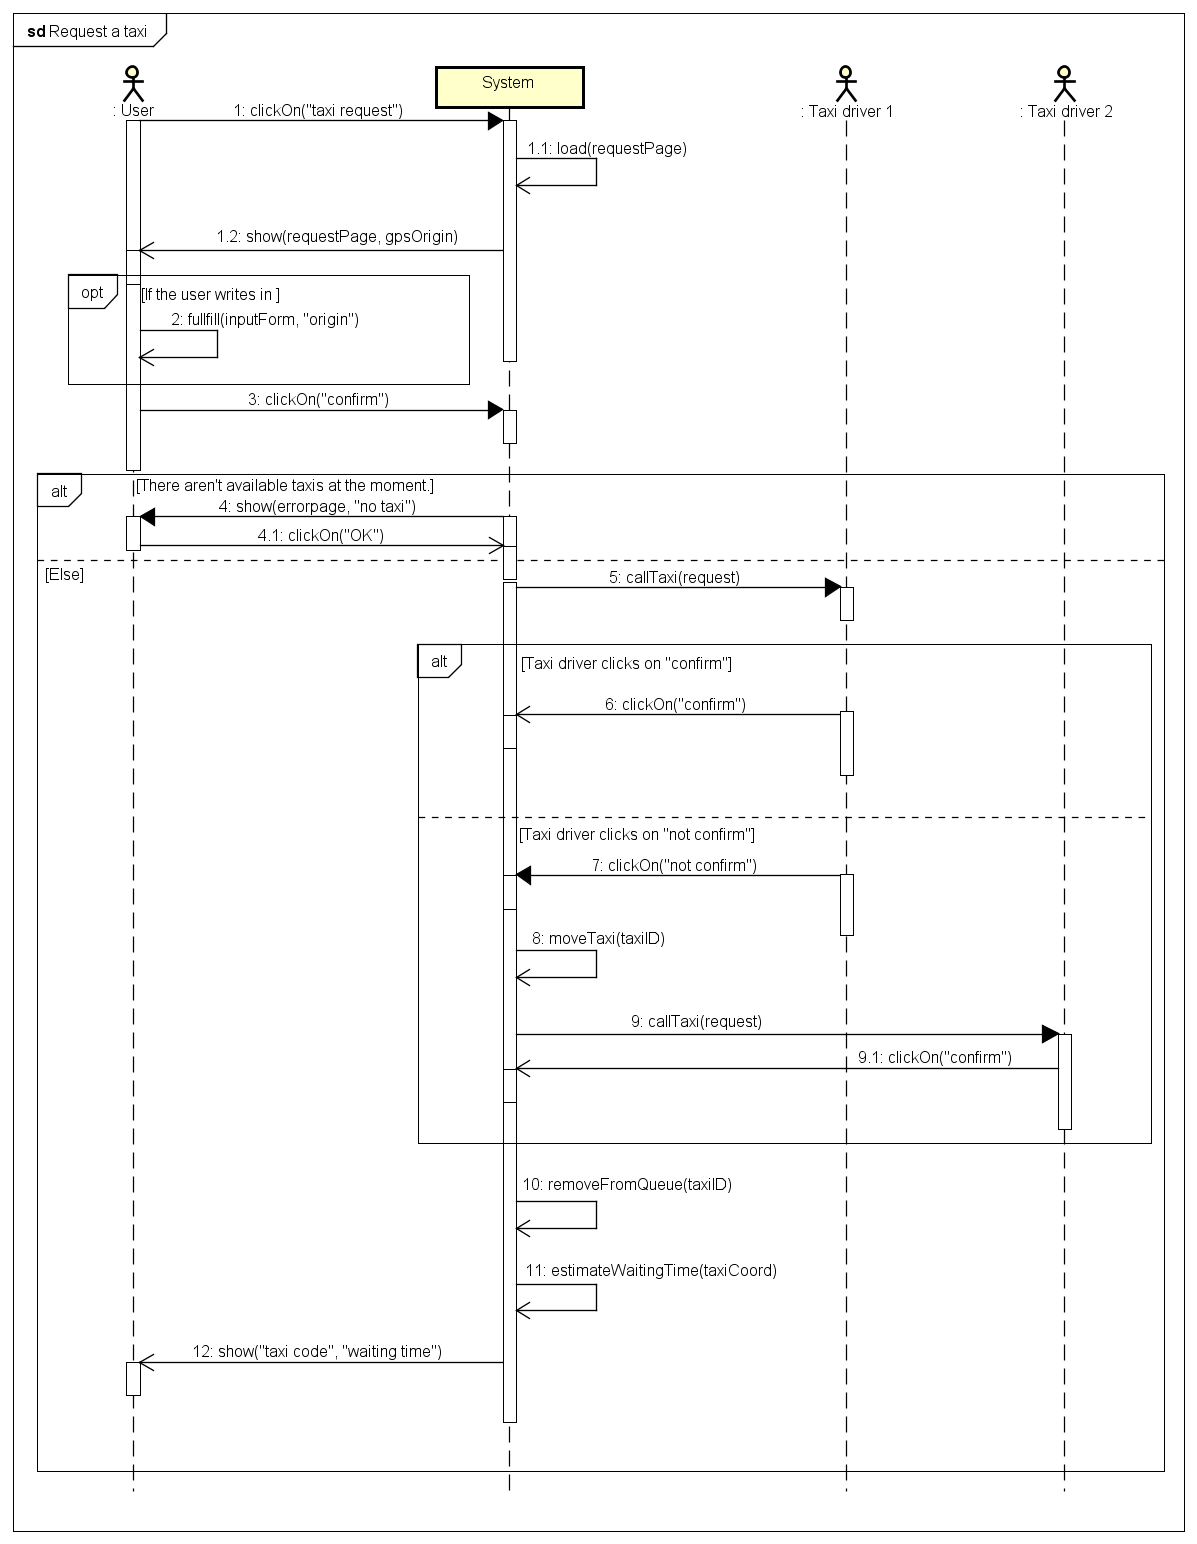 sd Request a taxi
: User
System
: Taxi driver 1
: Taxi driver 2
1: clickOn("taxi request")
1.1: load(requestPage)
1.2: show(requestPage, gpsOrigin)
opt
[If the user writes in ]
2: fullfill(inputForm, "origin")
3: clickOn("confirm")
alt
[There aren't available taxis at the moment.]
4: show(errorpage, "no taxi")
4.1: clickOn("OK")
[Else]
5: callTaxi(request)
alt
[Taxi driver clicks on "confirm"]
6: clickOn("confirm")
[Taxi driver clicks on "not confirm"]
7: clickOn("not confirm")
8: moveTaxi(taxiID)
9: callTaxi(request)
9.1: clickOn("confirm")
10: removeFromQueue(taxiID)
11: estimateWaitingTime(taxiCoord)
12: show("taxi code", "waiting time")